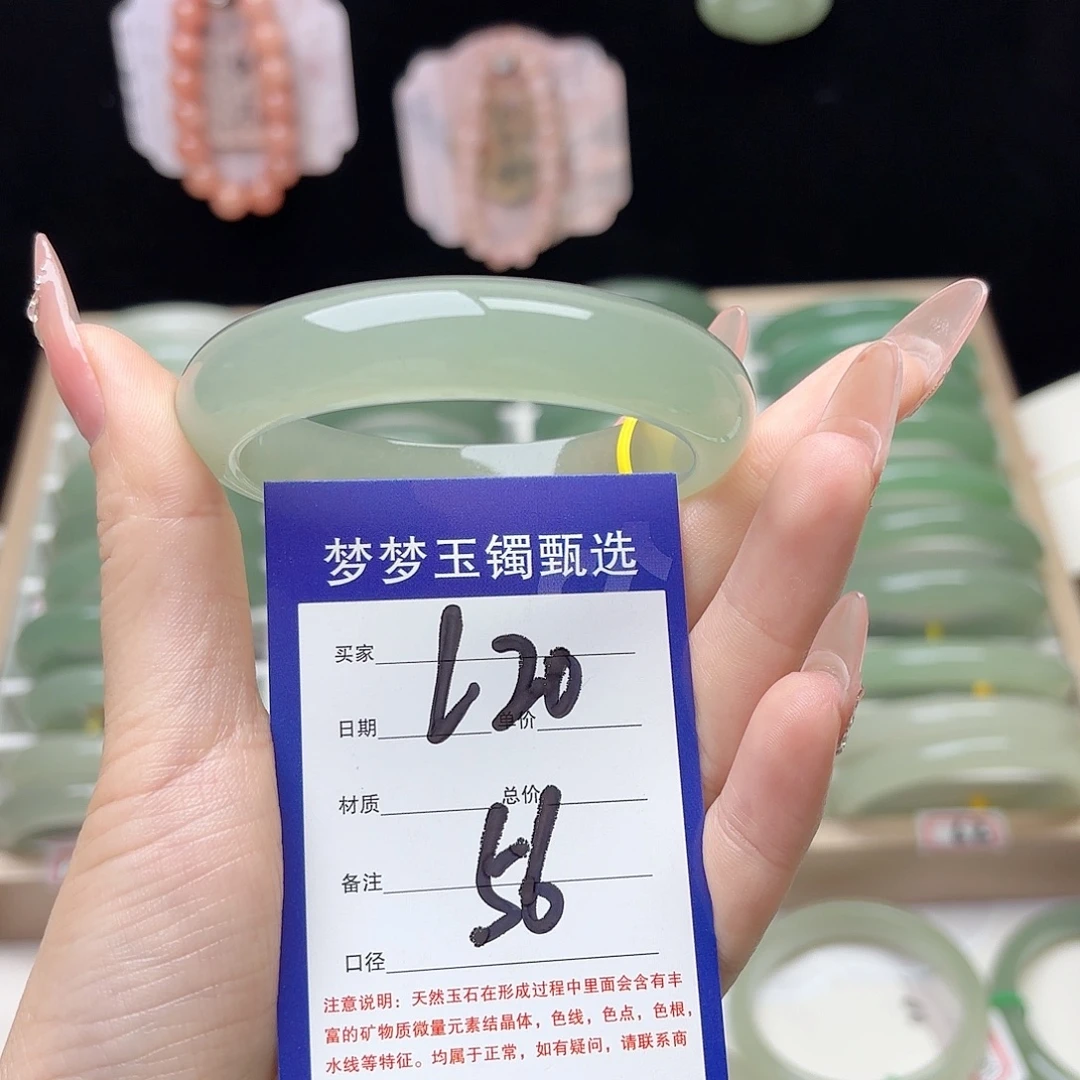 梦梦玉镯甄选
买家
L20
日期 单价
材质 总价
56
备注
口径
注意说明：天然玉石在形成过程中里面会含有丰
富的矿物质微量元素结晶体，色线，色点，色根，
水线等特征。均属于正常，如有疑问，请联系商